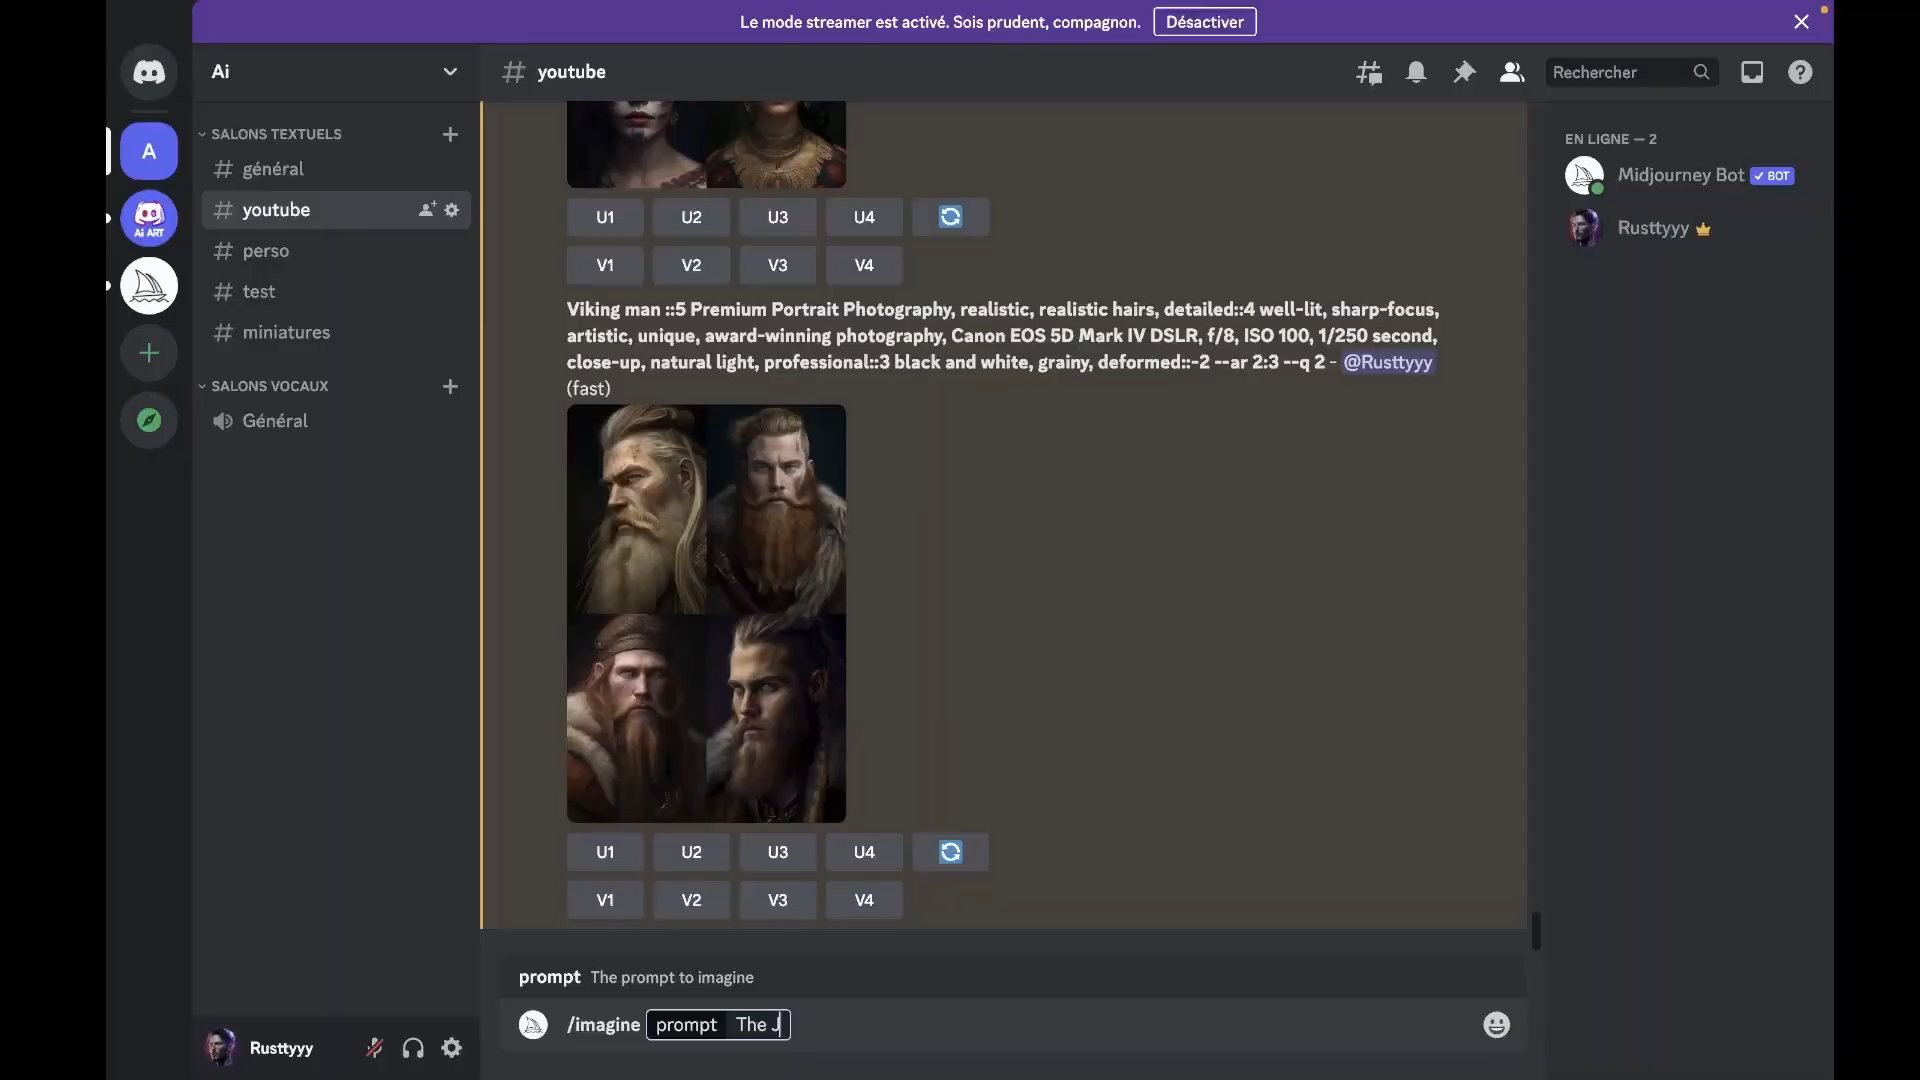 Le mode streamer est activé. Sois prudent, compagnon. Désactiver
Ai
youtube
Rechercher
A
Ai ART
SALONS TEXTUELS
général
youtube
perso
test
miniatures
SALONS VOCAUX
Général
U1 U2 U3 U4
V1 V2 V3 V4
Viking man ::5 Premium Portrait Photography, realistic, realistic hairs, detailed::4 well-lit, sharp-focus,
artistic, unique, award-winning photography, Canon EOS 5D Mark IV DSLR, f/8, ISO 100, 1/250 second,
close-up, natural light, professional::3 black and white, grainy, deformed::-2 --ar 2:3 --q 2 - @Rusttyyy
(fast)
U1 U2 U3 U4
V1 V2 V3 V4
prompt The prompt to imagine
/imagine prompt The J
EN LIGNE — 2
Midjourney Bot BOT
Rusttyyy
Rusttyyy